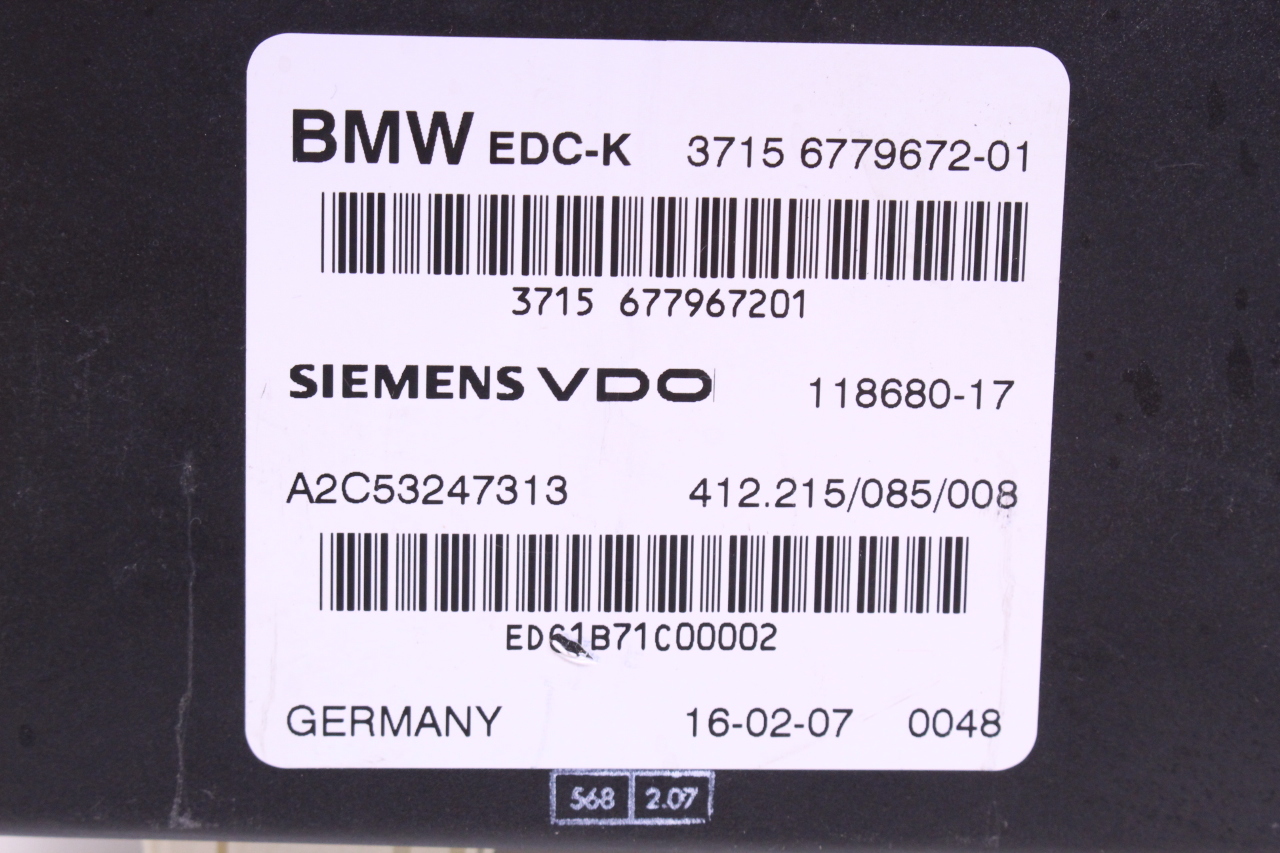 BMW EDC-K 3715 6779672-01
3715 677967201
SIEMENS VDO 118680-17
A2C53247313 412.215/085/008
ED61B71C00002
GERMANY 16-02-07 0048
568 2.07